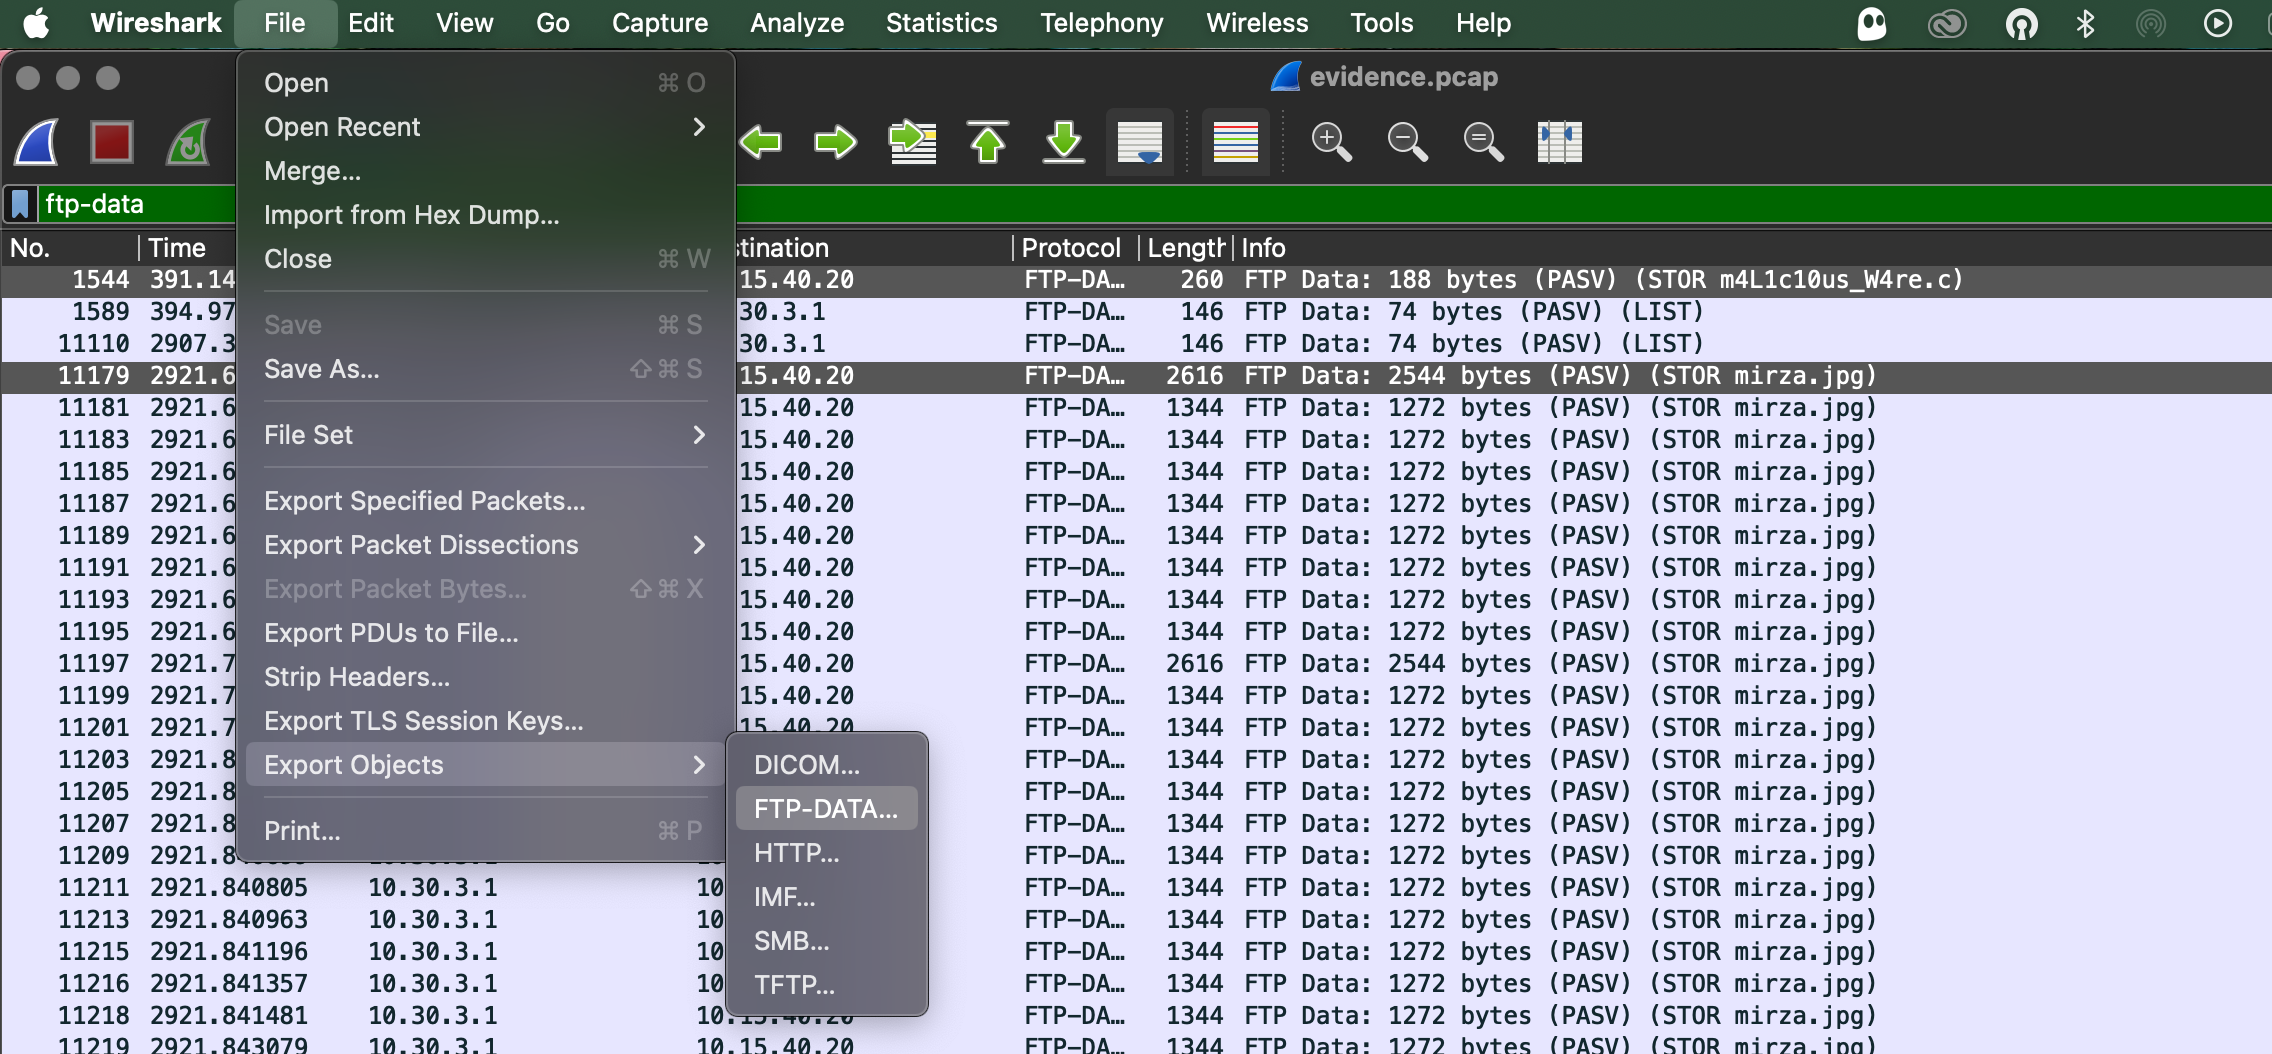 Wireshark File Edit View Go Capture Analyze Statistics Telephony Wireless Tools Help
evidence.pcap
Open ⌘ O
Open Recent
Merge...
Import from Hex Dump...
Close ⌘ W
Save ⌘ S
Save As... ⇧ ⌘ S
File Set
Export Specified Packets...
Export Packet Dissections
Export Packet Bytes... ⇧ ⌘ X
Export PDUs to File...
Strip Headers...
Export TLS Session Keys...
Export Objects
Print... ⌘ P
DICOM...
FTP-DATA...
HTTP...
IMF...
SMB...
TFTP...
ftp-data
No. Time stination Protocol Length Info
1544 391.14 15.40.20 FTP-DA… 260 FTP Data: 188 bytes (PASV) (STOR m4L1c10us_W4re.c)
1589 394.97 30.3.1 FTP-DA… 146 FTP Data: 74 bytes (PASV) (LIST)
11110 2907.3 30.3.1 FTP-DA… 146 FTP Data: 74 bytes (PASV) (LIST)
11179 2921.6 15.40.20 FTP-DA… 2616 FTP Data: 2544 bytes (PASV) (STOR mirza.jpg)
11181 2921.6 15.40.20 FTP-DA… 1344 FTP Data: 1272 bytes (PASV) (STOR mirza.jpg)
11183 2921.6 15.40.20 FTP-DA… 1344 FTP Data: 1272 bytes (PASV) (STOR mirza.jpg)
11185 2921.6 15.40.20 FTP-DA… 1344 FTP Data: 1272 bytes (PASV) (STOR mirza.jpg)
11187 2921.6 15.40.20 FTP-DA… 1344 FTP Data: 1272 bytes (PASV) (STOR mirza.jpg)
11189 2921.6 15.40.20 FTP-DA… 1344 FTP Data: 1272 bytes (PASV) (STOR mirza.jpg)
11191 2921.6 15.40.20 FTP-DA… 1344 FTP Data: 1272 bytes (PASV) (STOR mirza.jpg)
11193 2921.6 15.40.20 FTP-DA… 1344 FTP Data: 1272 bytes (PASV) (STOR mirza.jpg)
11195 2921.6 15.40.20 FTP-DA… 1344 FTP Data: 1272 bytes (PASV) (STOR mirza.jpg)
11197 2921.7 15.40.20 FTP-DA… 2616 FTP Data: 2544 bytes (PASV) (STOR mirza.jpg)
11199 2921.7 15.40.20 FTP-DA… 1344 FTP Data: 1272 bytes (PASV) (STOR mirza.jpg)
11201 2921.7 15.40.20 FTP-DA… 1344 FTP Data: 1272 bytes (PASV) (STOR mirza.jpg)
11203 2921.8 FTP-DA… 1344 FTP Data: 1272 bytes (PASV) (STOR mirza.jpg)
11205 2921.8 FTP-DA… 1344 FTP Data: 1272 bytes (PASV) (STOR mirza.jpg)
11207 2921.8 FTP-DA… 1344 FTP Data: 1272 bytes (PASV) (STOR mirza.jpg)
11209 2921.8 FTP-DA… 1344 FTP Data: 1272 bytes (PASV) (STOR mirza.jpg)
11211 2921.840805 10.30.3.1 10 FTP-DA… 1344 FTP Data: 1272 bytes (PASV) (STOR mirza.jpg)
11213 2921.840963 10.30.3.1 10 FTP-DA… 1344 FTP Data: 1272 bytes (PASV) (STOR mirza.jpg)
11215 2921.841196 10.30.3.1 10 FTP-DA… 1344 FTP Data: 1272 bytes (PASV) (STOR mirza.jpg)
11216 2921.841357 10.30.3.1 10 FTP-DA… 1344 FTP Data: 1272 bytes (PASV) (STOR mirza.jpg)
11218 2921.841481 10.30.3.1 10.15.40.20 FTP-DA… 1344 FTP Data: 1272 bytes (PASV) (STOR mirza.jpg)
11219 2921.843079 10.30.3.1 10.15.40.20 FTP-DA… 1344 FTP Data: 1272 bytes (PASV) (STOR mirza.jpg)